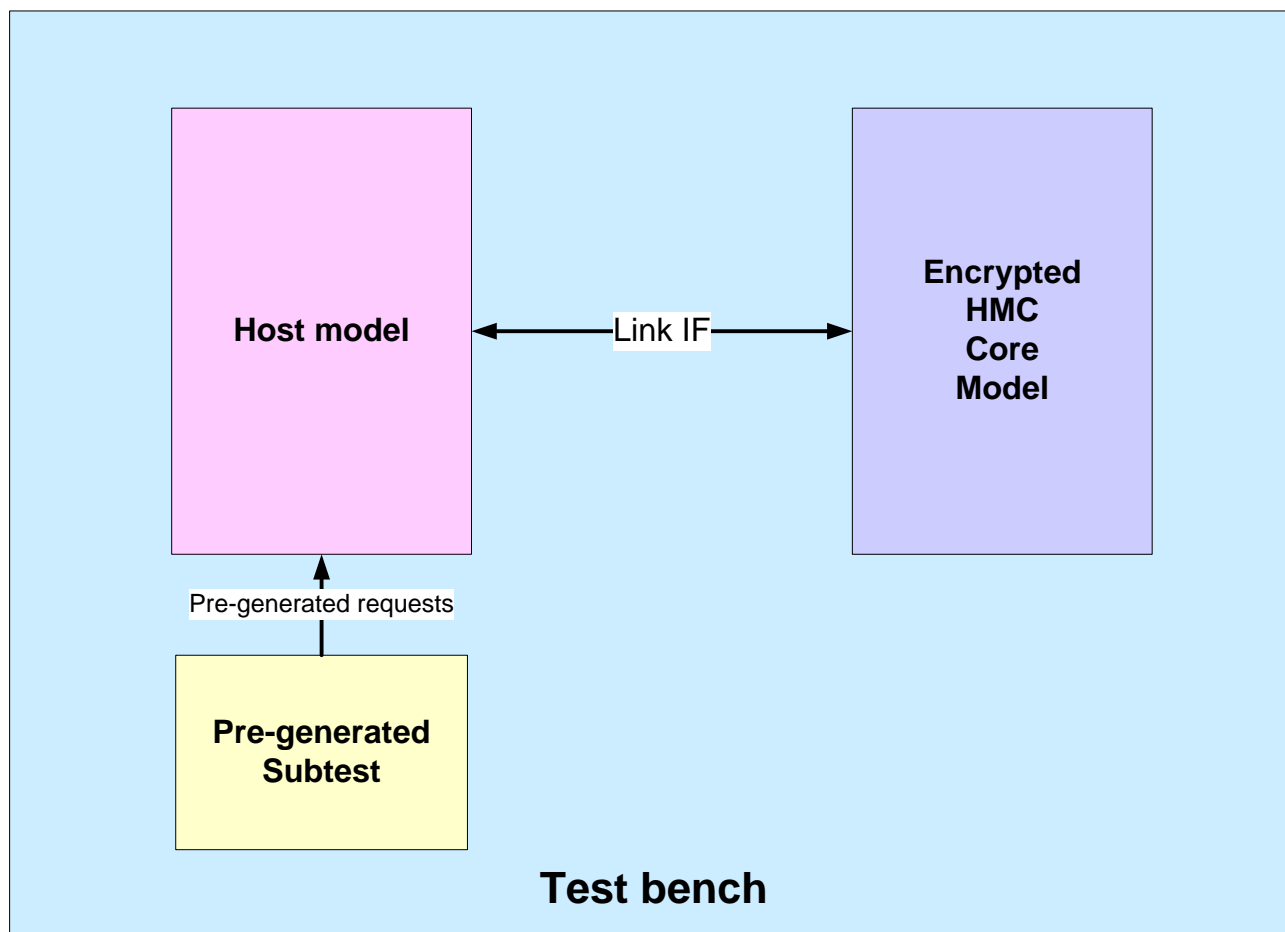 Host model
Link IF
Encrypted
HMC
Core
Model
Pre-generated requests
Pre-generated
Subtest
Test bench